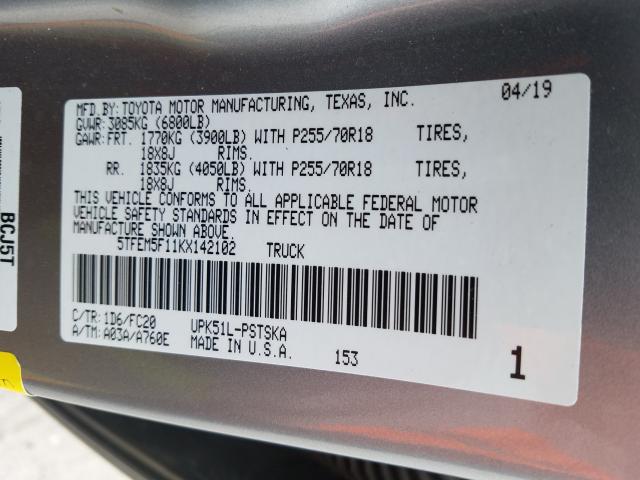 MFD.BY:TOYOTA MOTOR MANUFACTURING, TEXAS, INC. 04/19
GVWR:3085KG (6800LB)
GAWR:FRT. 1770KG (3900LB) WITH P255/70R18 TIRES,
18X8J RIMS.
RR. 1835KG (4050LB) WITH P255/70R18 TIRES,
18X8J RIMS.
THIS VEHICLE CONFORMS TO ALL APPLICABLE FEDERAL MOTOR
VEHICLE SAFETY STANDARDS IN EFFECT ON THE DATE OF
MANUFACTURE SHOWN ABOVE.
5TFEM5F11KX142102 TRUCK
C/TR:1D6/FC20 UPK51L-PSTSKA
A/TM:A03A/A760E MADE IN U.S.A. 153 1
BCJ5T